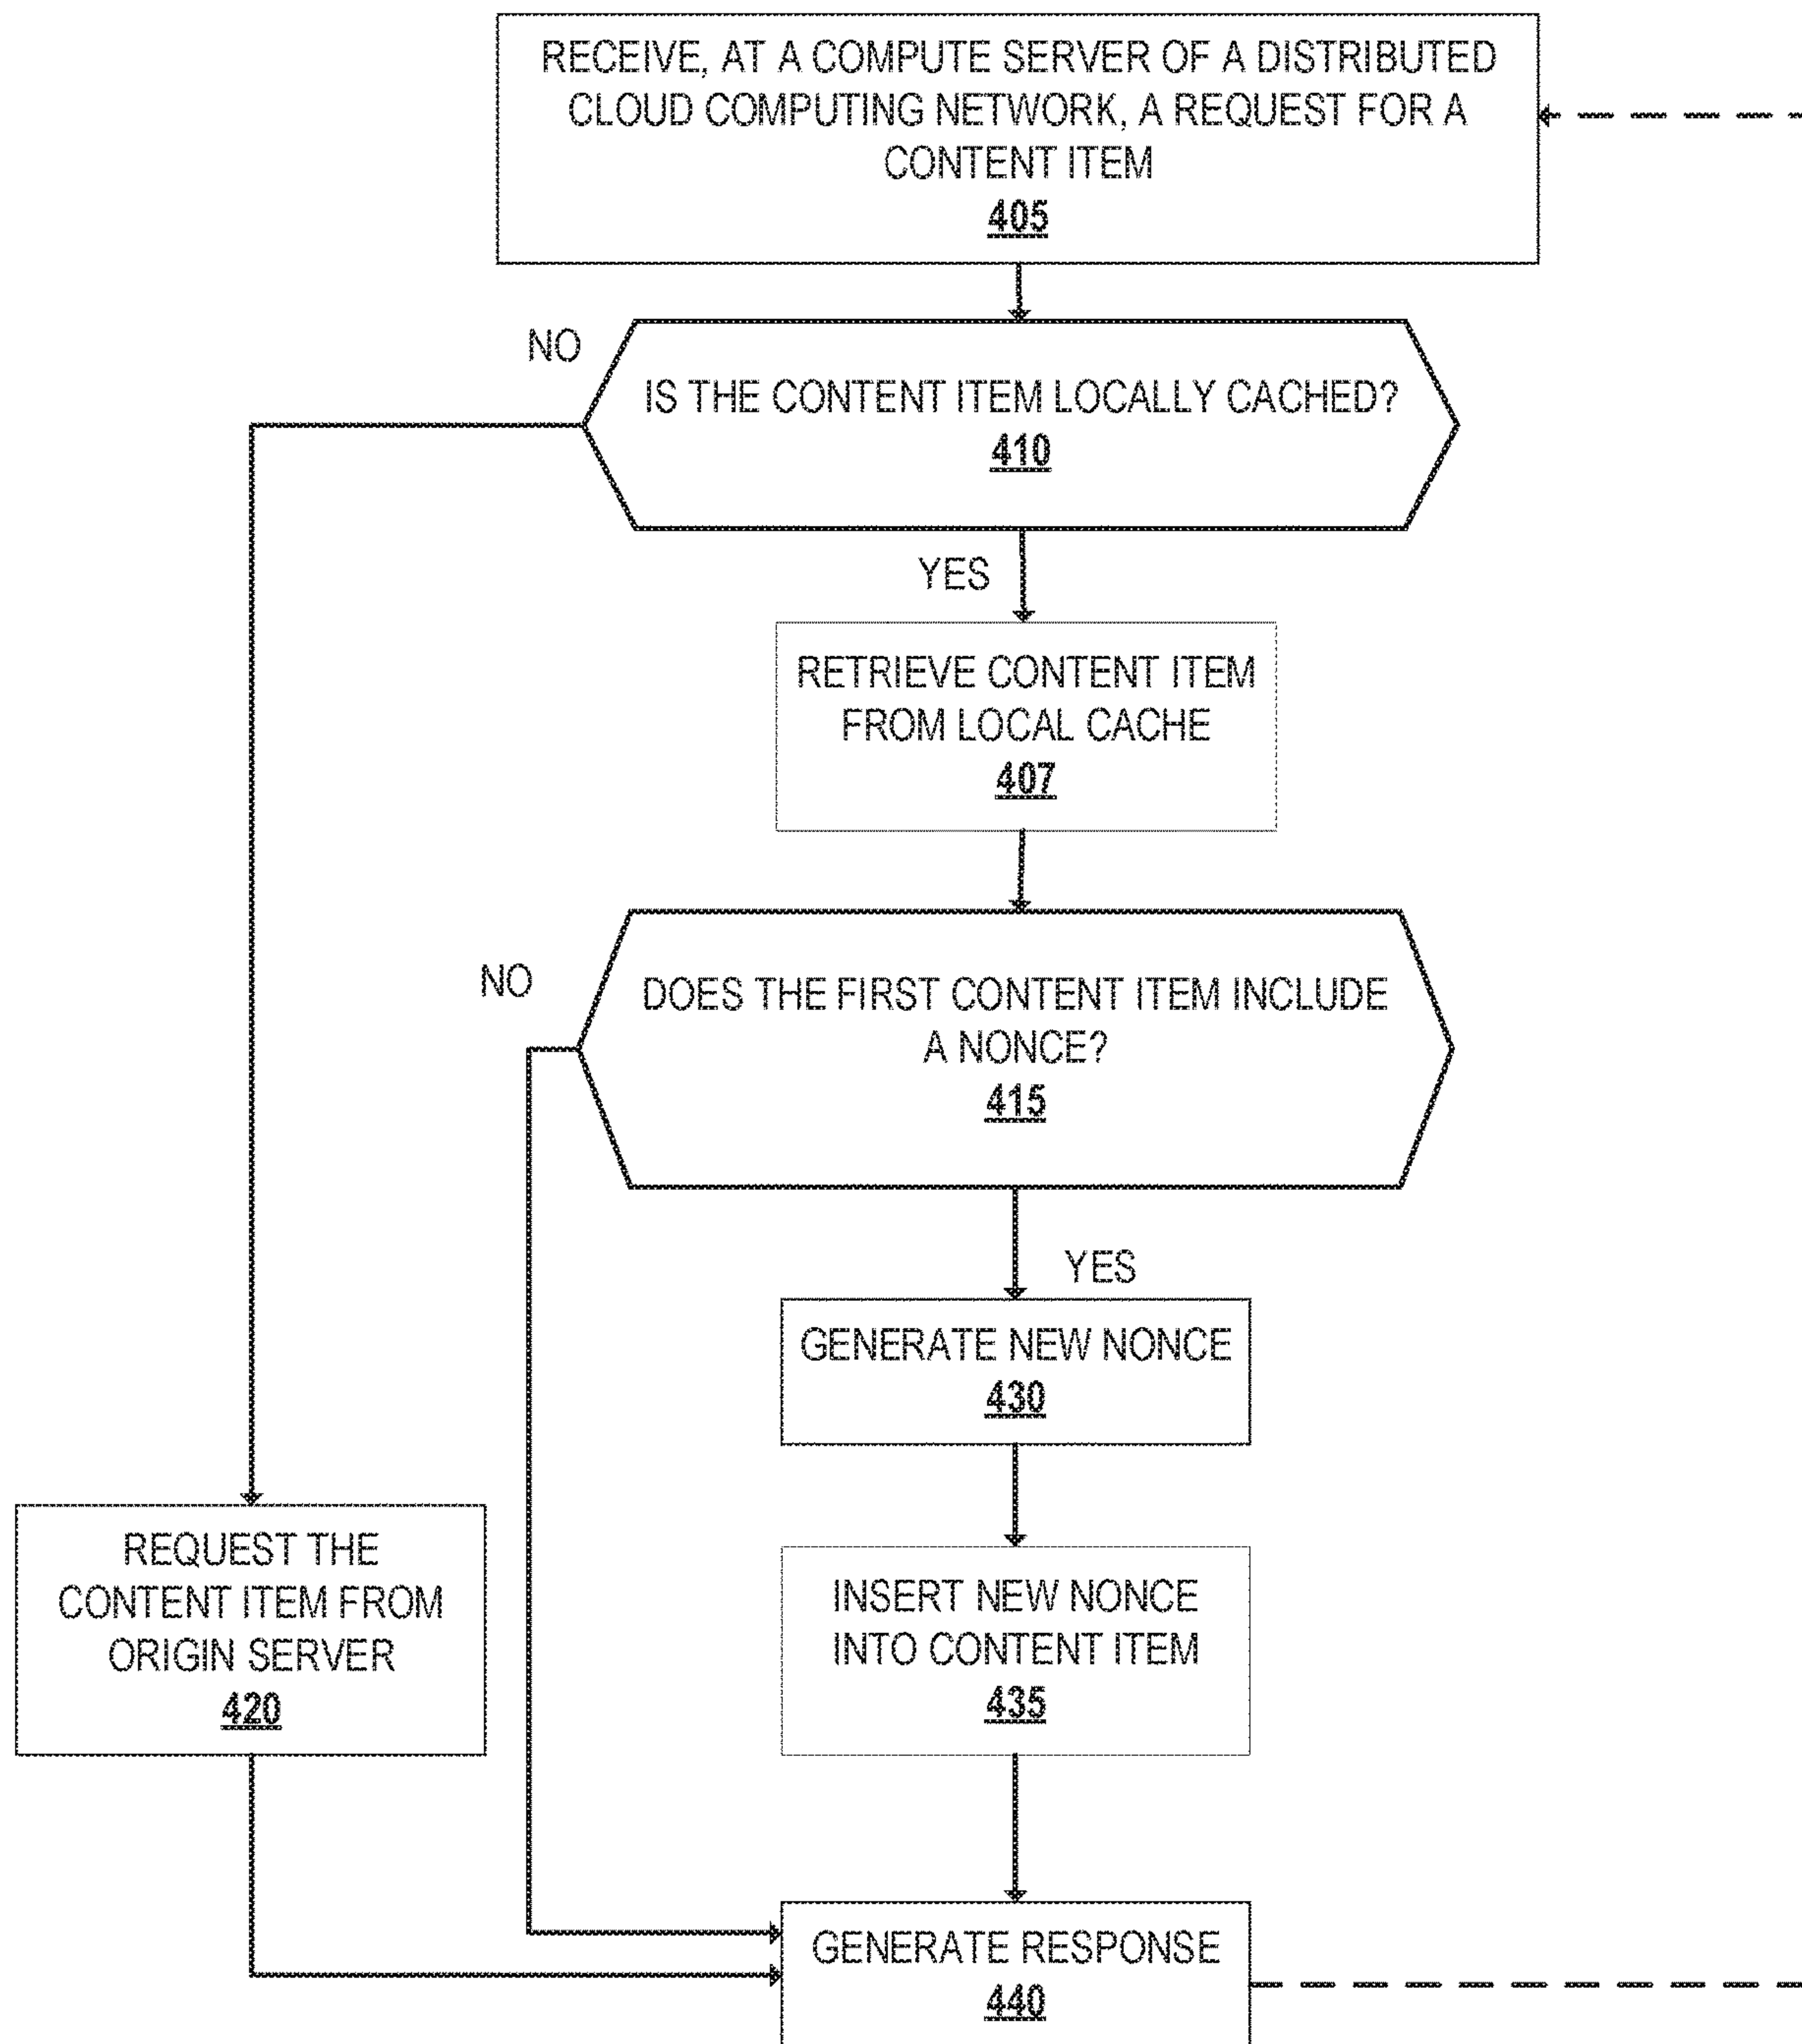 RECEIVE, AT A COMPUTE SERVER OF A DISTRIBUTED
CLOUD COMPUTING NETWORK, A REQUEST FOR A
CONTENT ITEM
405
NO
IS THE CONTENT ITEM LOCALLY CACHED?
410
YES
RETRIEVE CONTENT ITEM
FROM LOCAL CACHE
407
NO
DOES THE FIRST CONTENT ITEM INCLUDE
A NONCE?
415
YES
GENERATE NEW NONCE
430
REQUEST THE
CONTENT ITEM FROM
ORIGIN SERVER
420
INSERT NEW NONCE
INTO CONTENT ITEM
435
GENERATE RESPONSE
440